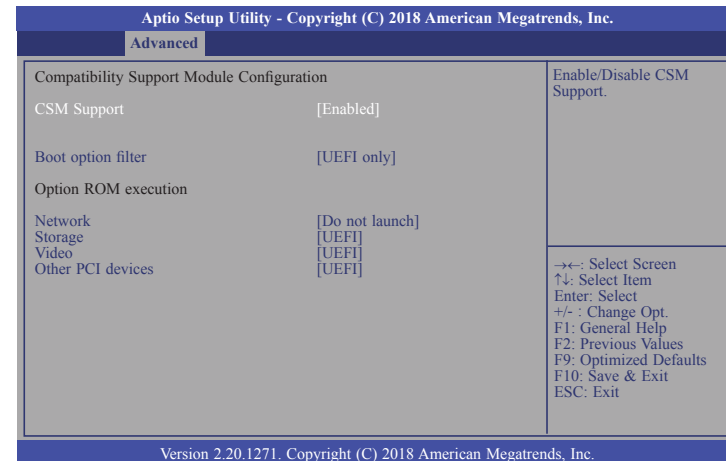 Aptio Setup Utility - Copyright (C) 2018 American Megatrends, Inc.
Advanced
Compatibility Support Module Configuration
CSM Support [Enabled]
Boot option filter [UEFI only]
Option ROM execution
Network [Do not launch]
Storage [UEFI]
Video [UEFI]
Other PCI devices [UEFI]
Enable/Disable CSM
Support.
→←: Select Screen
↑↓: Select Item
Enter: Select
+/- : Change Opt.
F1: General Help
F2: Previous Values
F9: Optimized Defaults
F10: Save & Exit
ESC: Exit
Version 2.20.1271. Copyright (C) 2018 American Megatrends, Inc.